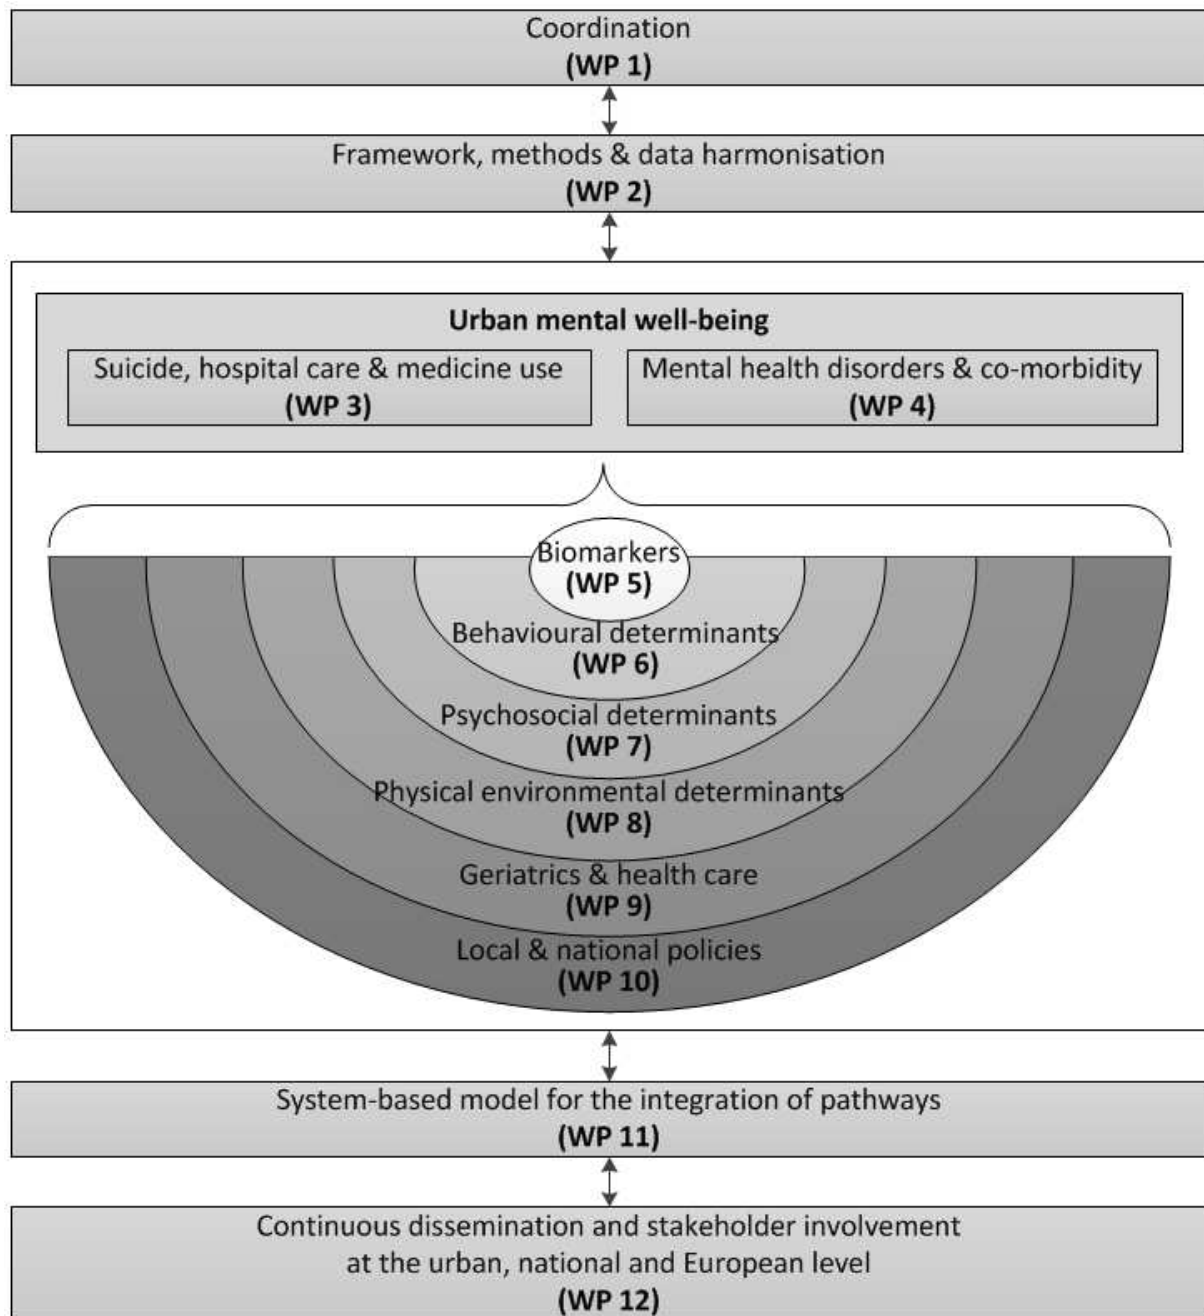 Coordination
(WP 1)
Framework, methods & data harmonisation
(WP 2)
Urban mental well-being
Suicide, hospital care & medicine use
(WP 3)
Mental health disorders & co-morbidity
(WP 4)
Biomarkers
(WP 5)
Behavioural determinants
(WP 6)
Psychosocial determinants
(WP 7)
Physical environmental determinants
(WP 8)
Geriatrics & health care
(WP 9)
Local & national policies
(WP 10)
System-based model for the integration of pathways
(WP 11)
Continuous dissemination and stakeholder involvement
at the urban, national and European level
(WP 12)